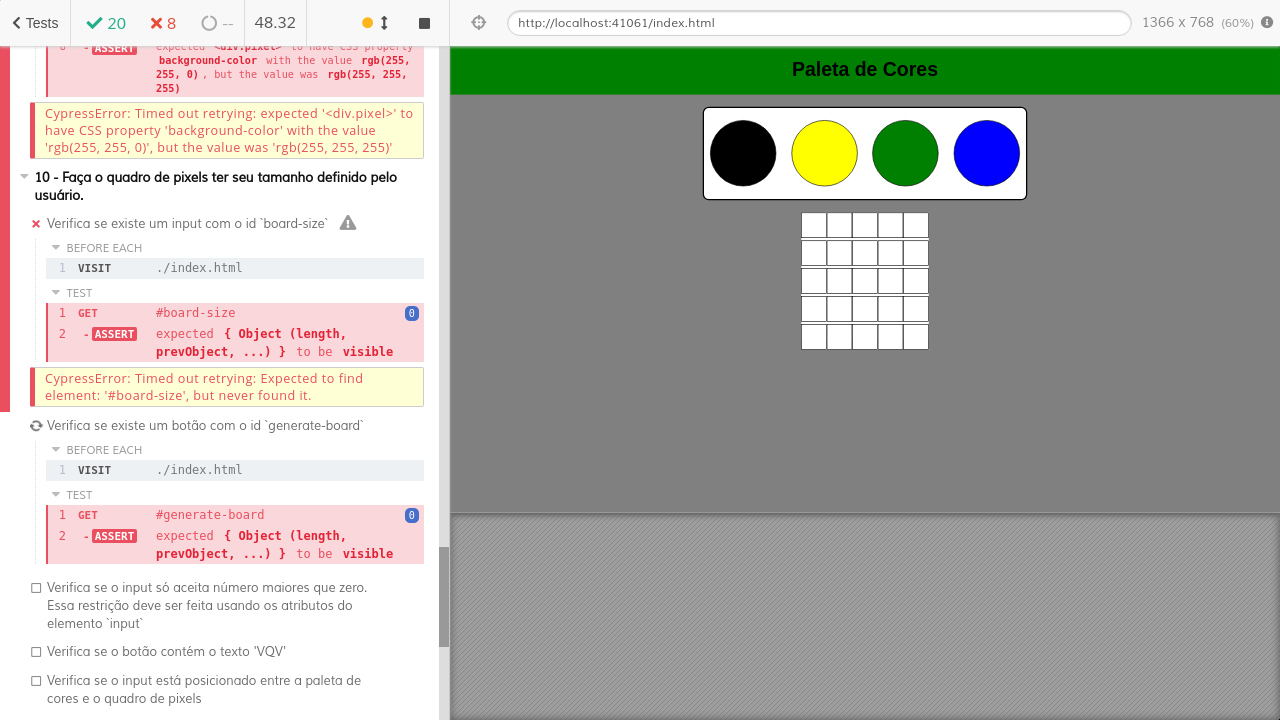 Tests 20 8 -- 48.32 http://localhost:41061/index.html 1366 x 768 (60%)
6 - ASSERT expected <div.pixel> to have CSS property
background-color with the value rgb(255,
255, 0) , but the value was rgb(255, 255,
255)
CypressError: Timed out retrying: expected '<div.pixel>' to
have CSS property 'background-color' with the value
'rgb(255, 255, 0)', but the value was 'rgb(255, 255, 255)'
10 - Faça o quadro de pixels ter seu tamanho definido pelo
usuário.
Verifica se existe um input com o id `board-size`
BEFORE EACH
1 VISIT ./index.html
TEST
1 GET #board-size 0
2 - ASSERT expected { Object (length,
prevObject, ...) } to be visible
CypressError: Timed out retrying: Expected to find
element: '#board-size', but never found it.
Verifica se existe um botão com o id `generate-board`
BEFORE EACH
1 VISIT ./index.html
TEST
1 GET #generate-board 0
2 - ASSERT expected { Object (length,
prevObject, ...) } to be visible
Verifica se o input só aceita número maiores que zero.
Essa restrição deve ser feita usando os atributos do
elemento `input`
Verifica se o botão contém o texto 'VQV'
Verifica se o input está posicionado entre a paleta de
cores e o quadro de pixels
Paleta de Cores